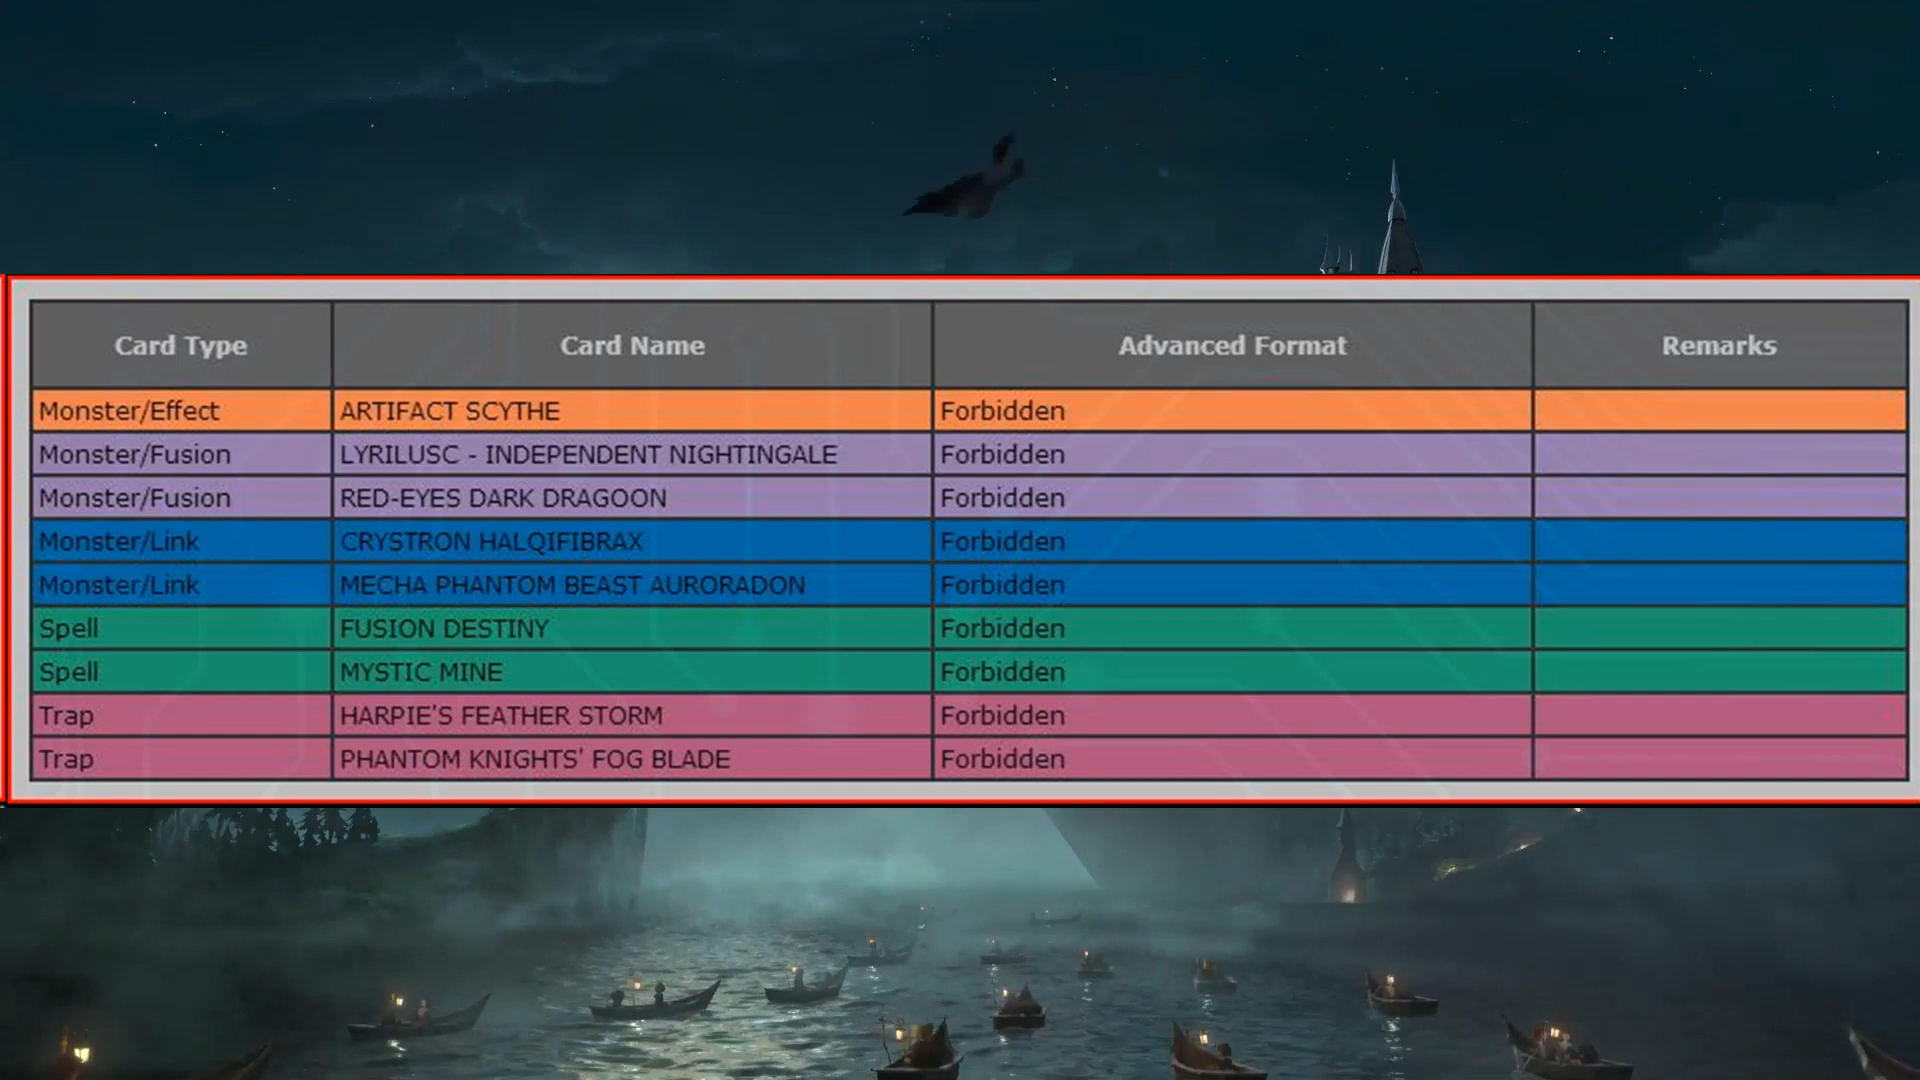 Card Type Card Name Advanced Format Remarks
Monster/Effect ARTIFACT SCYTHE Forbidden
Monster/Fusion LYRILUSC - INDEPENDENT NIGHTINGALE Forbidden
Monster/Fusion RED-EYES DARK DRAGOON Forbidden
Monster/Link CRYSTRON HALQIFIBRAX Forbidden
Monster/Link MECHA PHANTOM BEAST AURORADON Forbidden
Spell FUSION DESTINY Forbidden
Spell MYSTIC MINE Forbidden
Trap HARPIE'S FEATHER STORM Forbidden
Trap PHANTOM KNIGHTS' FOG BLADE Forbidden